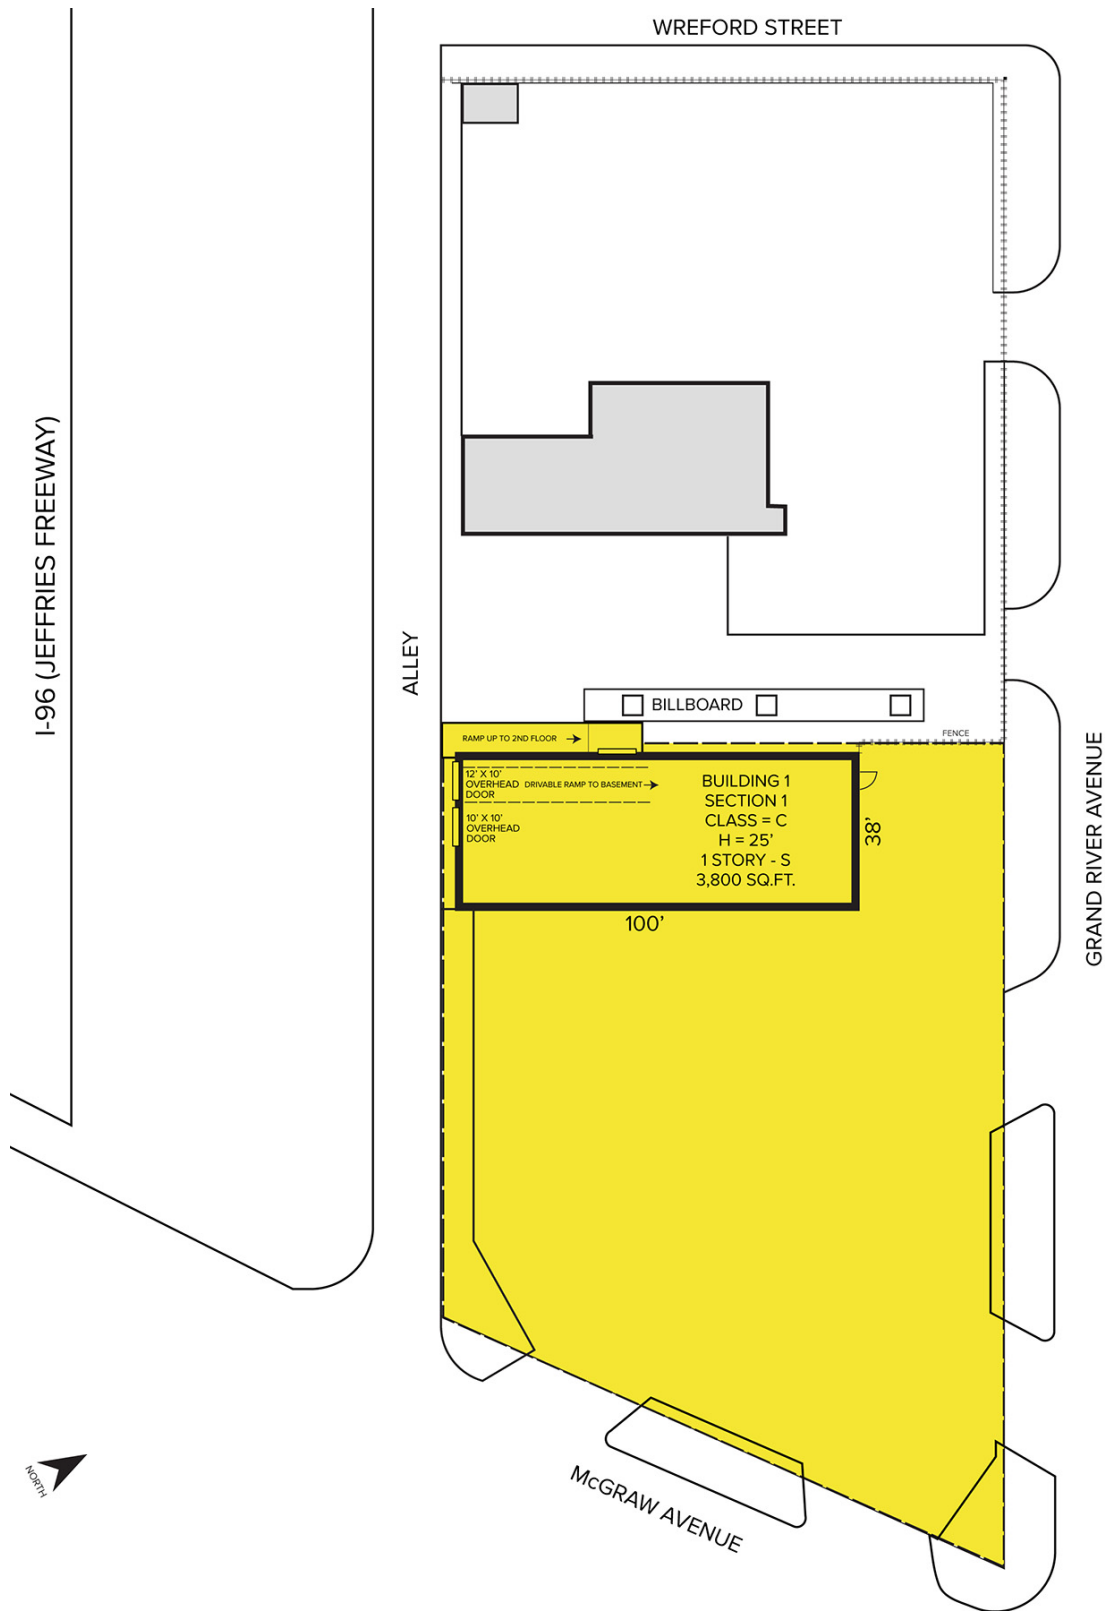 WREFORD STREET
I-96 (JEFFRIES FREEWAY)
ALLEY
BILLBOARD
RAMP UP TO 2ND FLOOR
FENCE
12’ X 10’
OVERHEAD
DOOR
DRIVABLE RAMP TO BASEMENT
10’ X 10’
OVERHEAD
DOOR
BUILDING 1
SECTION 1
CLASS = C
H = 25’
1 STORY - S
3,800 SQ.FT.
38’
100’
GRAND RIVER AVENUE
NORTH
McGRAW AVENUE